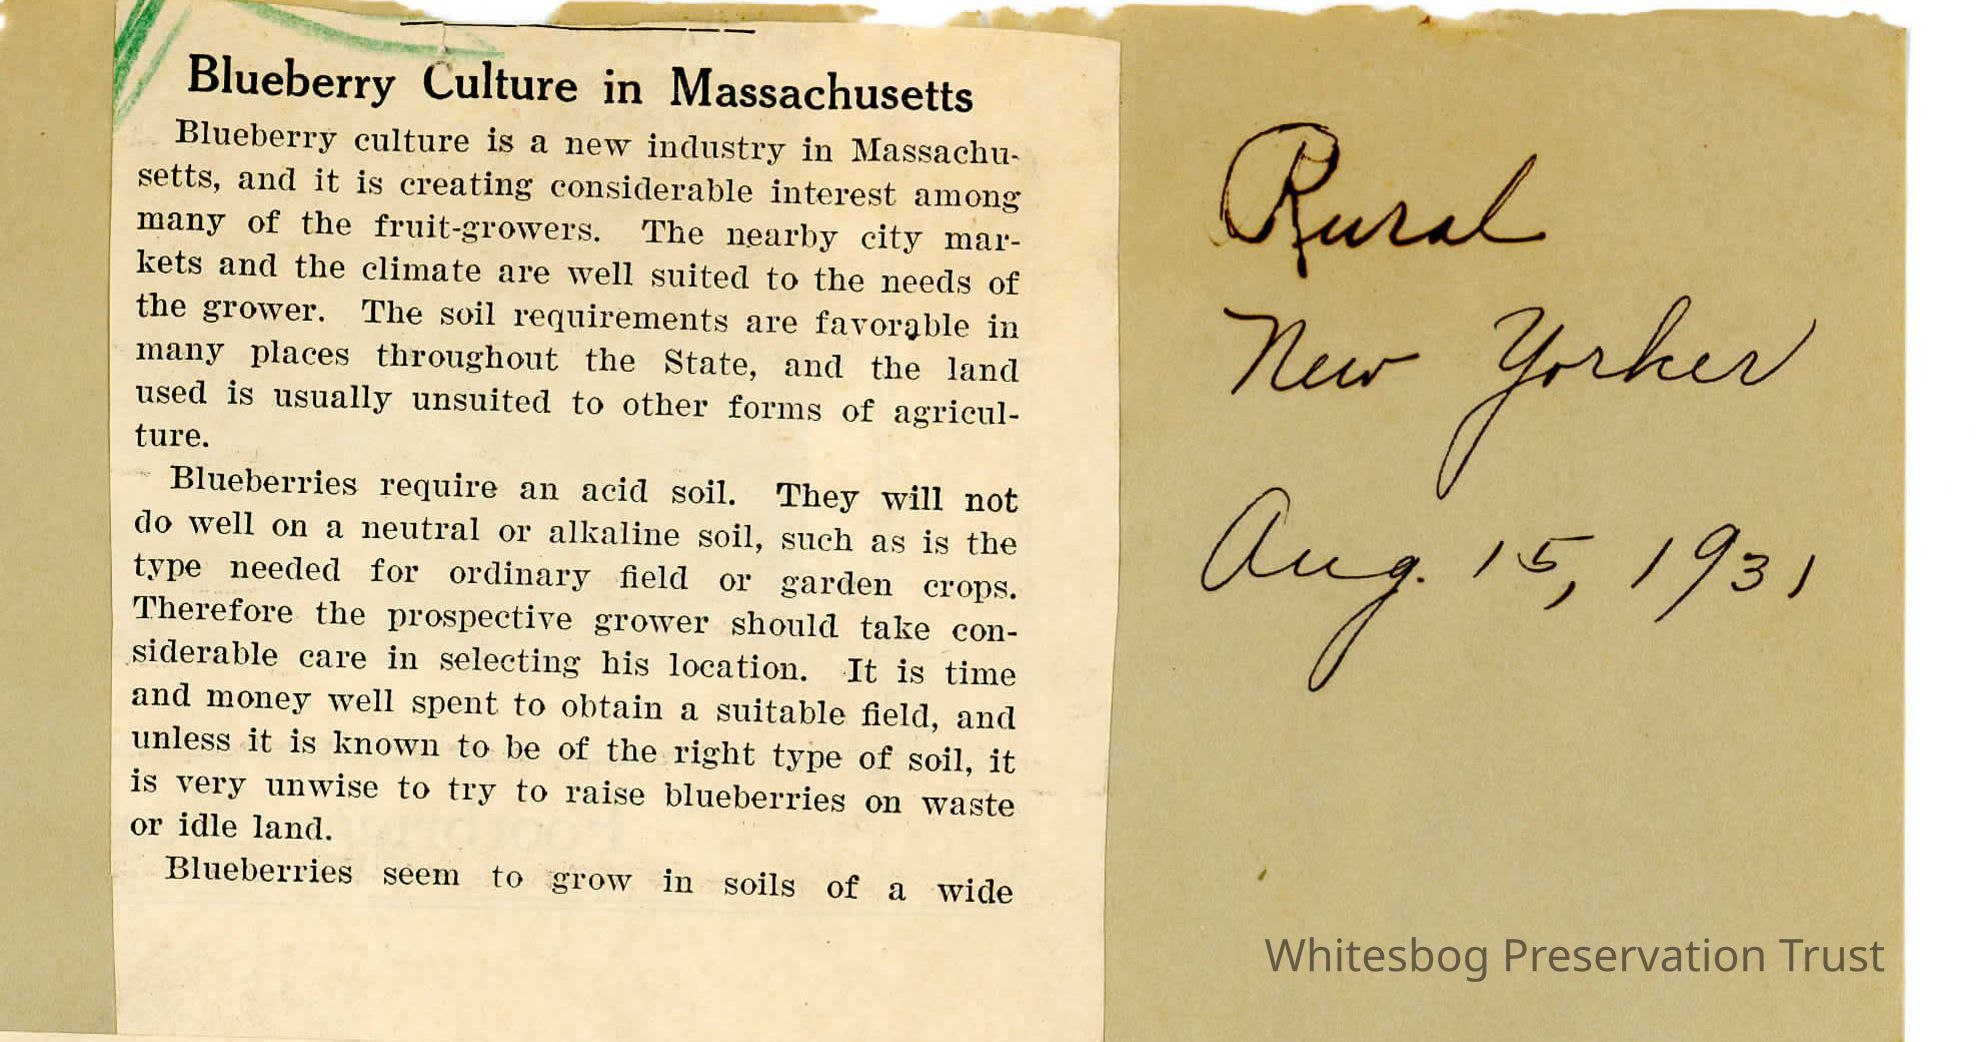 Blueberry Culture in Massachusetts
Blueberry culture is a new industry in Massachu-
setts, and it is creating considerable interest among
many of the fruit-growers. The nearby city mar-
kets and the climate are well suited to the needs of
the grower. The soil requirements are favorable in
many places throughout the State, and the land
used is usually unsuited to other forms of agricul-
ture.
Blueberries require an acid soil. They will not
do well on a neutral or alkaline soil, such as is the
type needed for ordinary field or garden crops.
Therefore the prospective grower should take con-
siderable care in selecting his location. It is time
and money well spent to obtain a suitable field, and
unless it is known to be of the right type of soil, it
is very unwise to try to raise blueberries on waste
or idle land.
Blueberries seem to grow in soils of a wide
Rural
New Yorker
Aug. 15, 1931
Whitesbog Preservation Trust